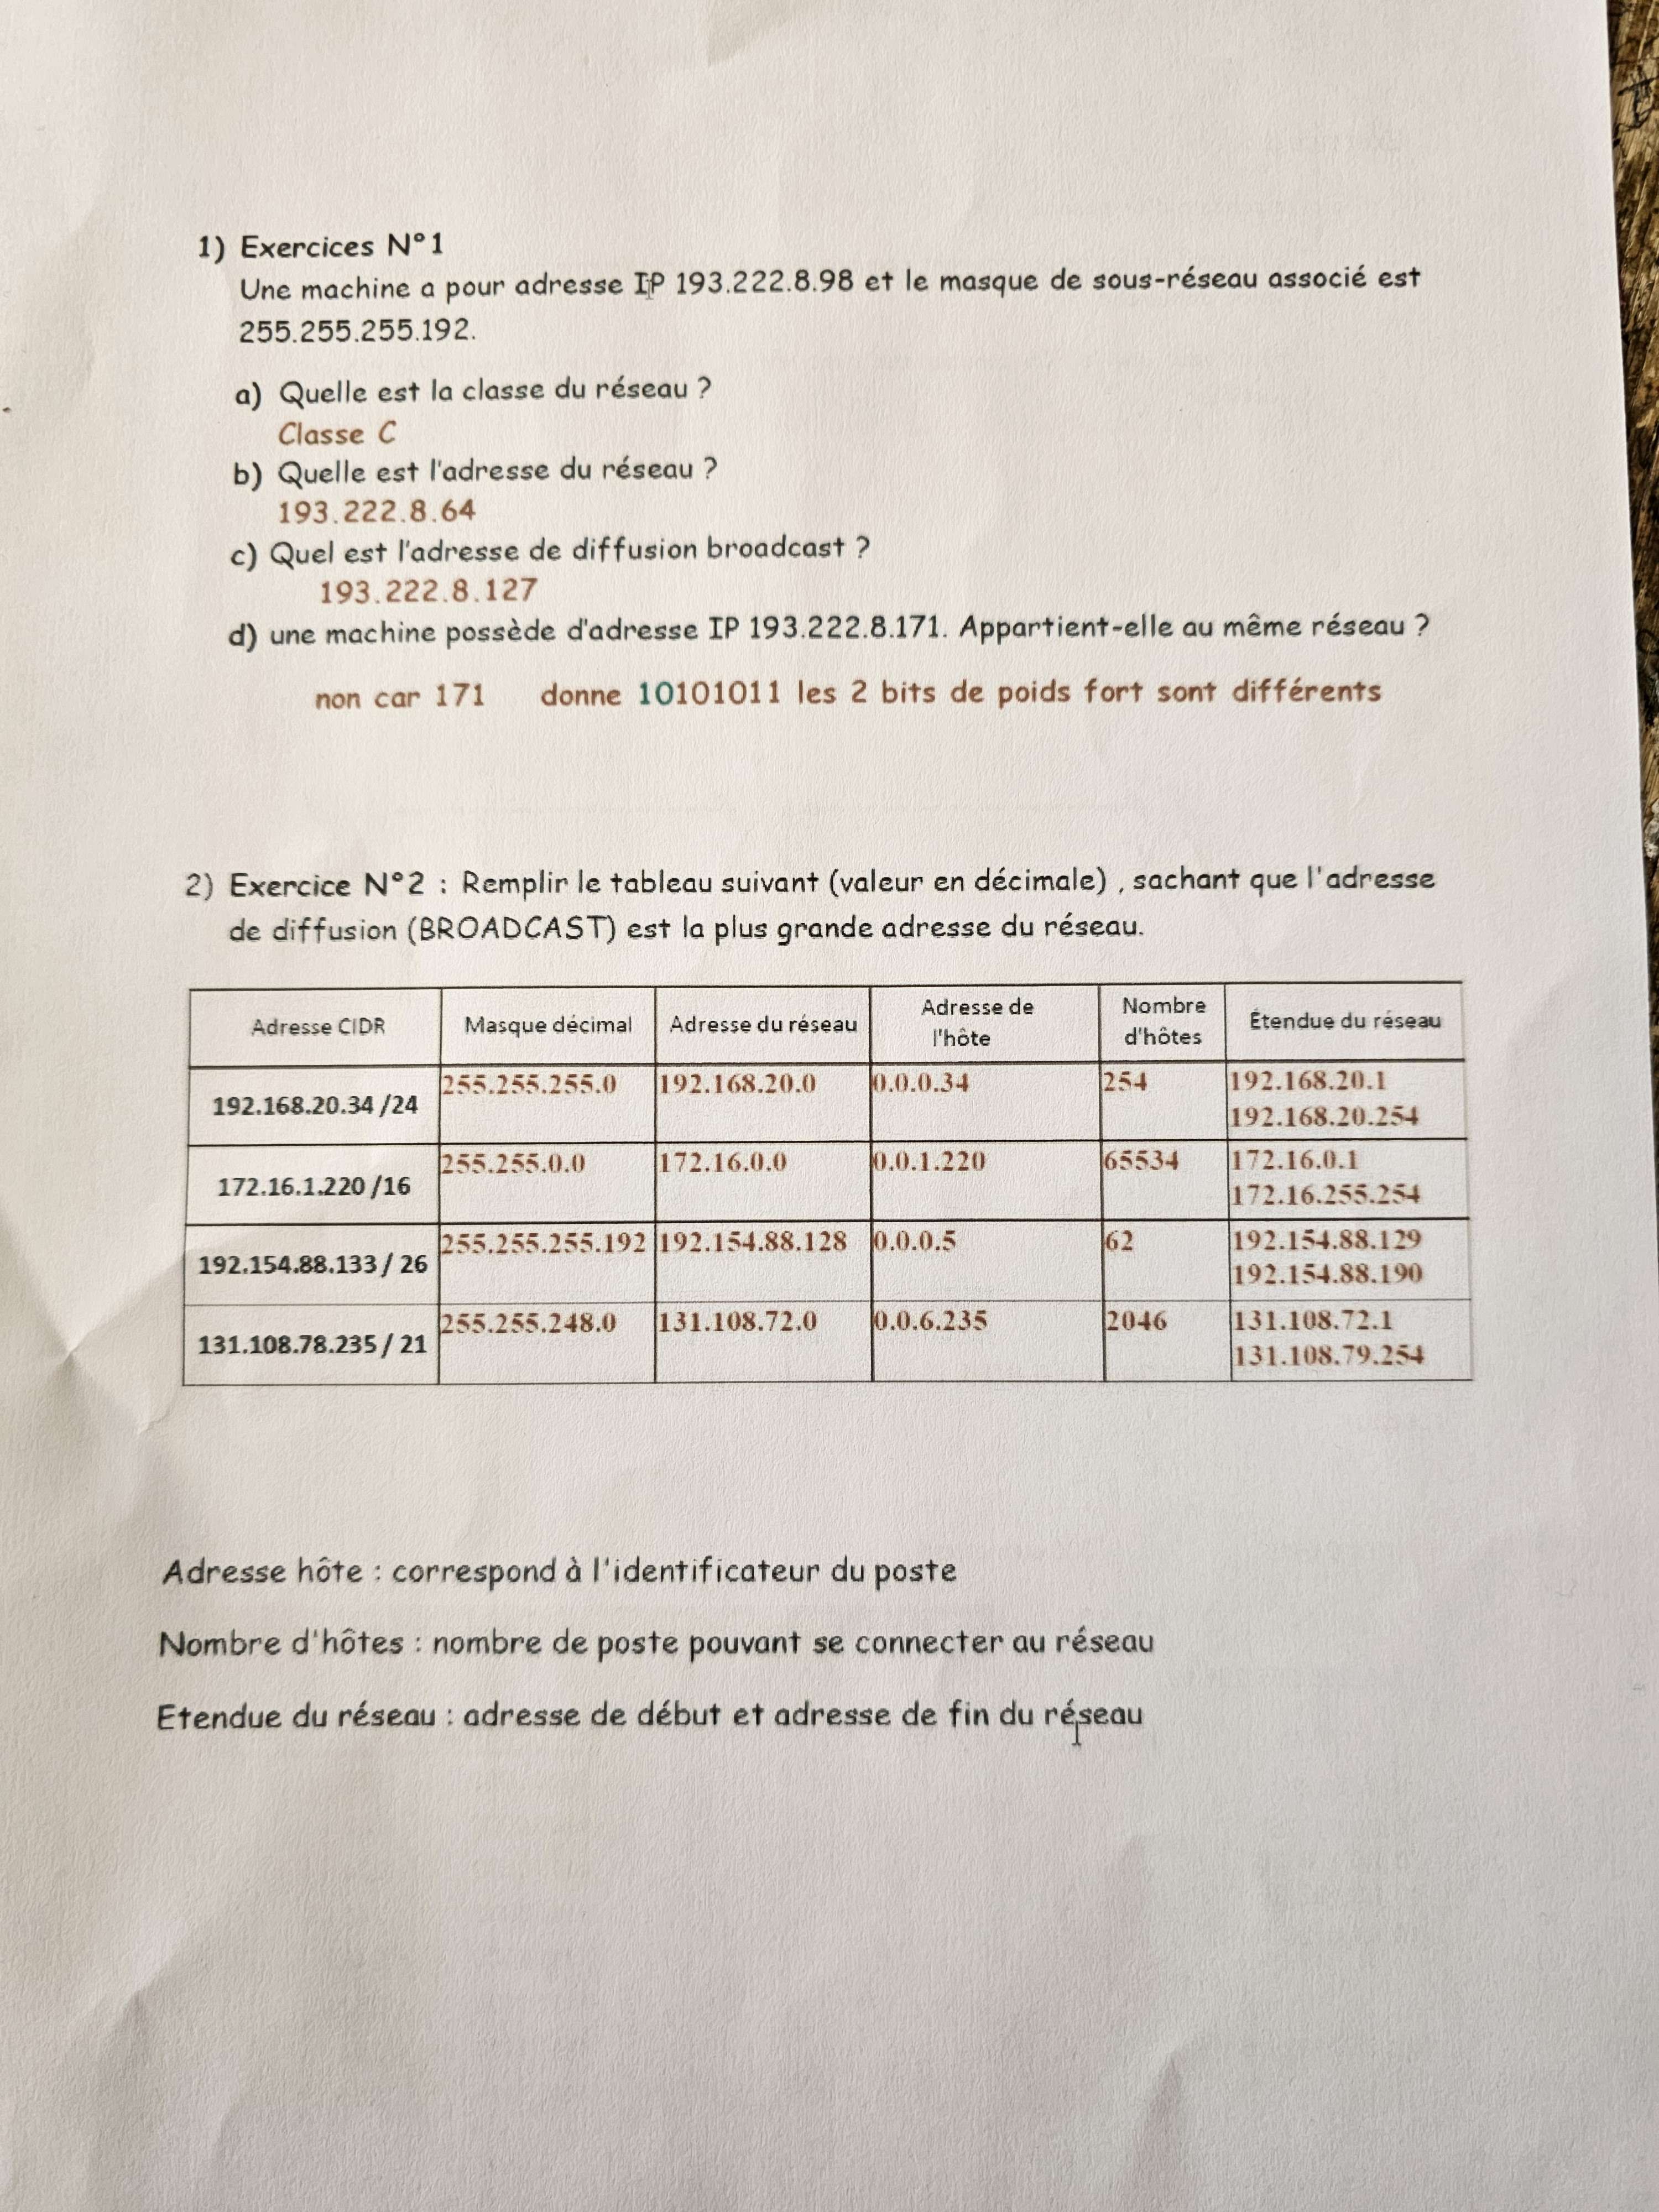 1) Exercices N°1
Une machine a pour adresse IP 193.222.8.98 et le masque de sous-réseau associé est
255.255.255.192.
a) Quelle est la classe du réseau ?
Classe C
b) Quelle est l'adresse du réseau ?
193.222.8.64
c) Quel est l'adresse de diffusion broadcast ?
193.222.8.127
d) une machine possède d'adresse IP 193.222.8.171. Appartient-elle au même réseau ?
non car 171 donne 10101011 les 2 bits de poids fort sont différents
2) Exercice N°2 : Remplir le tableau suivant (valeur en décimale) , sachant que l'adresse
de diffusion (BROADCAST) est la plus grande adresse du réseau.
Adresse CIDR
Masque décimal
Adresse du réseau
Adresse de
l'hôte
Nombre
d'hôtes
Étendue du réseau
192.168.20.34 /24
255.255.255.0
192.168.20.0
0.0.0.34
254
192.168.20.1
192.168.20.254
172.16.1.220 /16
255.255.0.0
172.16.0.0
0.0.1.220
65534
172.16.0.1
172.16.255.254
192.154.88.133 / 26
255.255.255.192
192.154.88.128
0.0.0.5
62
192.154.88.129
192.154.88.190
131.108.78.235 / 21
255.255.248.0
131.108.72.0
0.0.6.235
2046
131.108.72.1
131.108.79.254
Adresse hôte : correspond à l'identificateur du poste
Nombre d'hôtes : nombre de poste pouvant se connecter au réseau
Etendue du réseau : adresse de début et adresse de fin du réseau